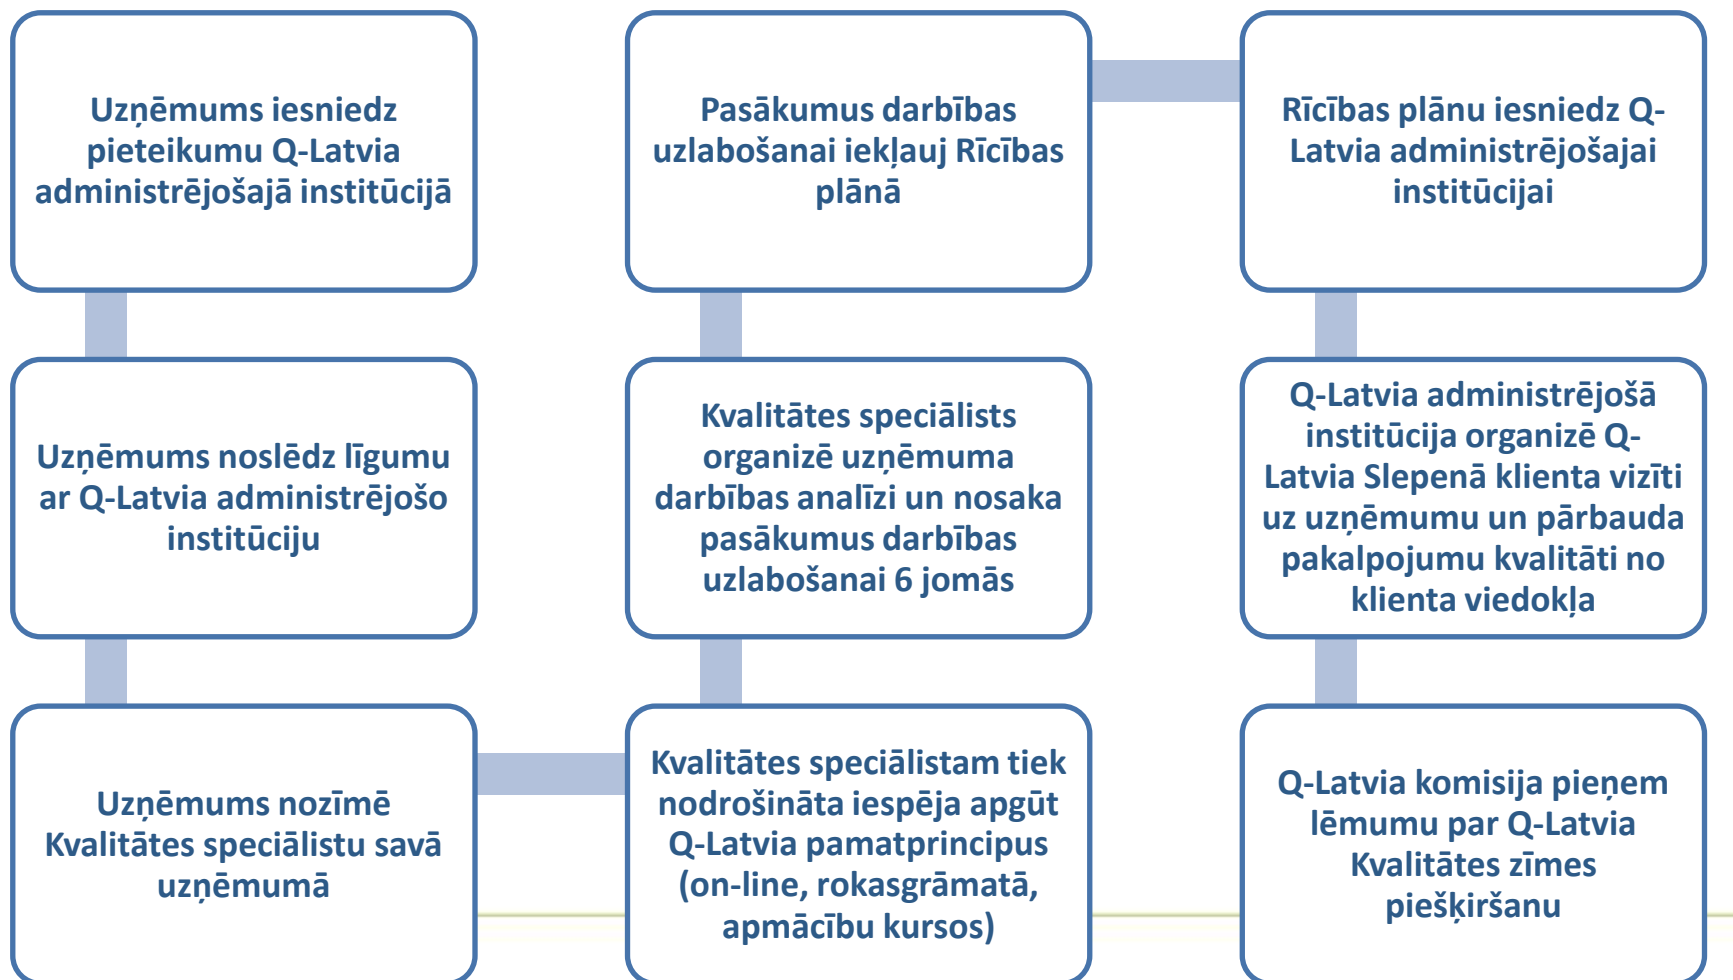 Uzņēmums iesniedz
pieteikumu Q-Latvia
administrējošajā institūcijā
Uzņēmums noslēdz līgumu
ar Q-Latvia administrējošo
institūciju
Uzņēmums nozīmē
Kvalitātes speciālistu savā
uzņēmumā
Kvalitātes speciālistam tiek
nodrošināta iespēja apgūt
Q-Latvia pamatprincipus
(on-line, rokasgrāmatā,
apmācību kursos)
Kvalitātes speciālists
organizē uzņēmuma
darbības analīzi un nosaka
pasākumus darbības
uzlabošanai 6 jomās
Pasākumus darbības
uzlabošanai iekļauj Rīcības
plānā
Rīcības plānu iesniedz Q-
Latvia administrējošajai
institūcijai
Q-Latvia administrējošā
institūcija organizē Q-
Latvia Slepenā klienta vizīti
uz uzņēmumu un pārbauda
pakalpojumu kvalitāti no
klienta viedokļa
Q-Latvia komisija pieņem
lēmumu par Q-Latvia
Kvalitātes zīmes
piešķiršanu